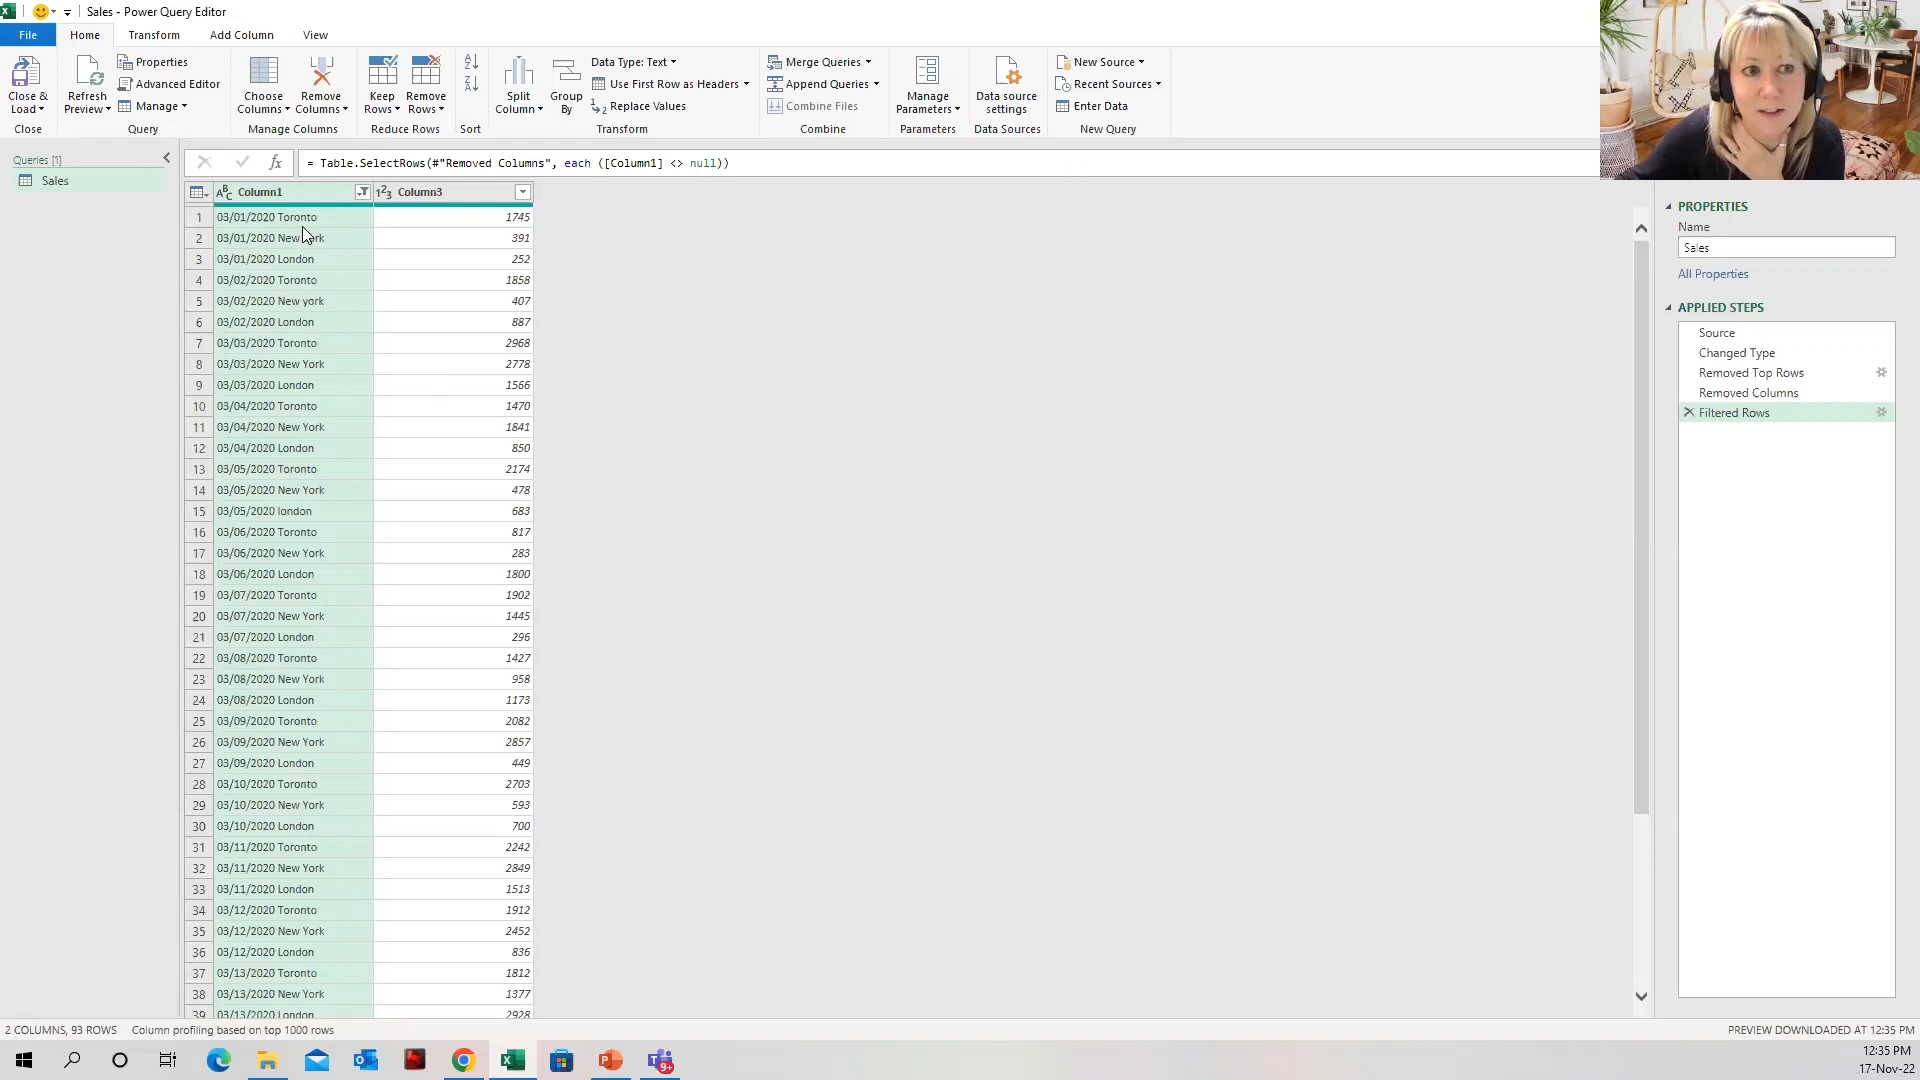 Sales - Power Query Editor
File Home Transform Add Column View
Close & Load
Close
Refresh Preview
Properties
Advanced Editor
Manage
Query
Choose Columns
Remove Columns
Manage Columns
Keep Rows
Remove Rows
Reduce Rows
Sort
Split Column
Group By
Data Type: Text
Use First Row as Headers
Replace Values
Transform
Merge Queries
Append Queries
Combine Files
Combine
Manage Parameters
Parameters
Data source settings
Data Sources
New Source
Recent Sources
Enter Data
New Query
Queries [1]
Sales
fx = Table.SelectRows(#"Removed Columns", each ([Column1] <> null))
ABC Column1 123 Column3
1 03/01/2020 Toronto 1745
2 03/01/2020 New rk 391
3 03/01/2020 London 252
4 03/02/2020 Toronto 1858
5 03/02/2020 New york 407
6 03/02/2020 London 887
7 03/03/2020 Toronto 2968
8 03/03/2020 New York 2778
9 03/03/2020 London 1566
10 03/04/2020 Toronto 1470
11 03/04/2020 New York 1841
12 03/04/2020 London 850
13 03/05/2020 Toronto 2174
14 03/05/2020 New York 478
15 03/05/2020 london 683
16 03/06/2020 Toronto 817
17 03/06/2020 New York 283
18 03/06/2020 London 1800
19 03/07/2020 Toronto 1902
20 03/07/2020 New York 1445
21 03/07/2020 London 296
22 03/08/2020 Toronto 1427
23 03/08/2020 New York 958
24 03/08/2020 London 1173
25 03/09/2020 Toronto 2082
26 03/09/2020 New York 2857
27 03/09/2020 London 449
28 03/10/2020 Toronto 2703
29 03/10/2020 New York 593
30 03/10/2020 London 700
31 03/11/2020 Toronto 2242
32 03/11/2020 New York 2849
33 03/11/2020 London 1513
34 03/12/2020 Toronto 1912
35 03/12/2020 New York 2452
36 03/12/2020 London 836
37 03/13/2020 Toronto 1812
38 03/13/2020 New York 1377
39 03/13/2020 London 2928
PROPERTIES
Name
Sales
All Properties
APPLIED STEPS
Source
Changed Type
Removed Top Rows
Removed Columns
Filtered Rows
2 COLUMNS, 93 ROWS Column profiling based on top 1000 rows
PREVIEW DOWNLOADED AT 12:35 PM
9+
12:35 PM
17-Nov-22